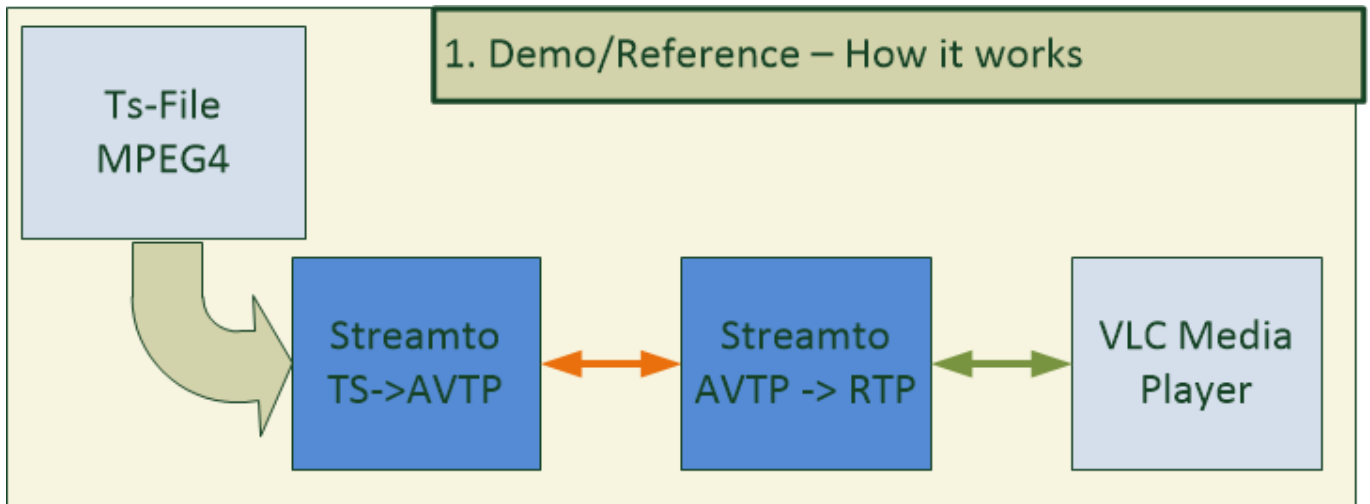 1. Demo/Reference – How it works
Ts-File
MPEG4
Streamto
TS->AVTP
Streamto
AVTP -> RTP
VLC Media
Player